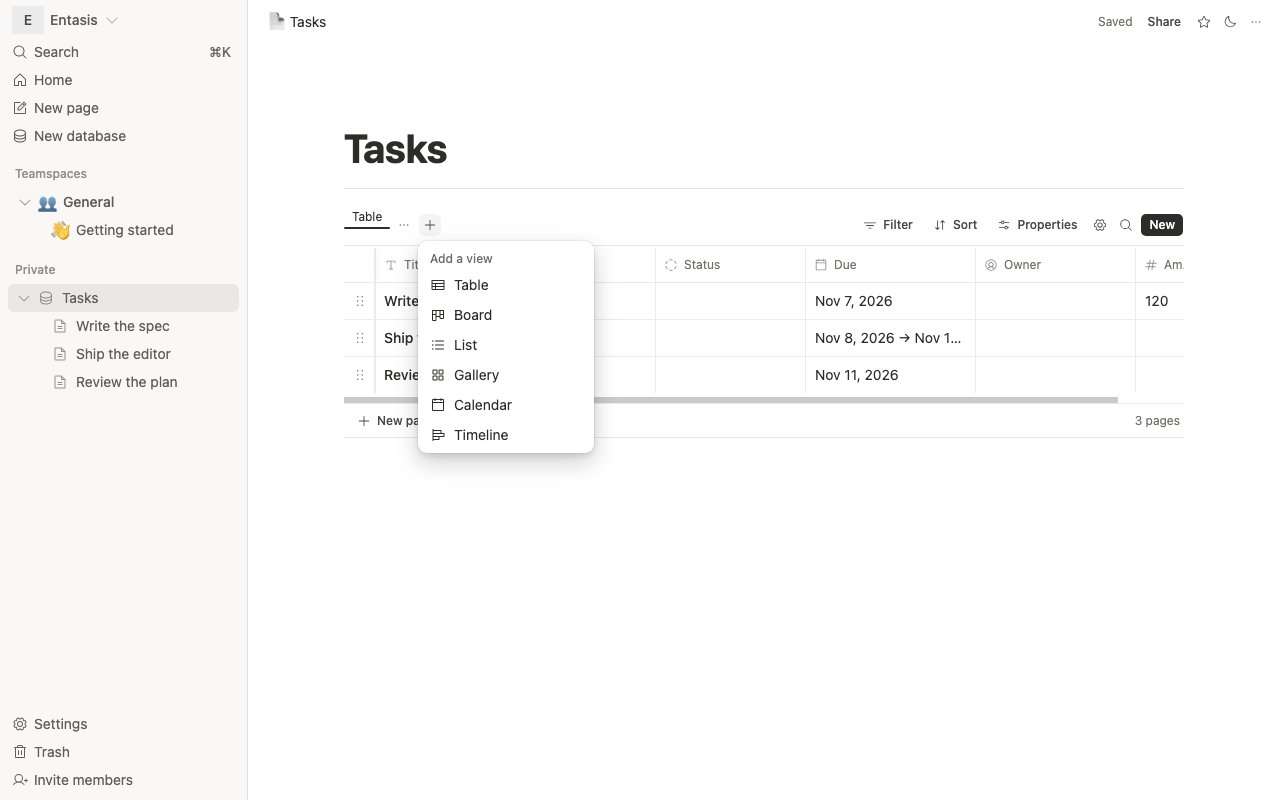 E Entasis
Search ⌘K
Home
New page
New database
Teamspaces
General
Getting started
Private
Tasks
Write the spec
Ship the editor
Review the plan
Settings
Trash
Invite members
Tasks
Saved Share
Tasks
Table
Filter Sort Properties New
Status Due Owner Am.
Write Nov 7, 2026 120
Ship Nov 8, 2026 → Nov 1...
Nov 11, 2026
New 3 pages
Add a view
Table
Board
List
Gallery
Calendar
Timeline